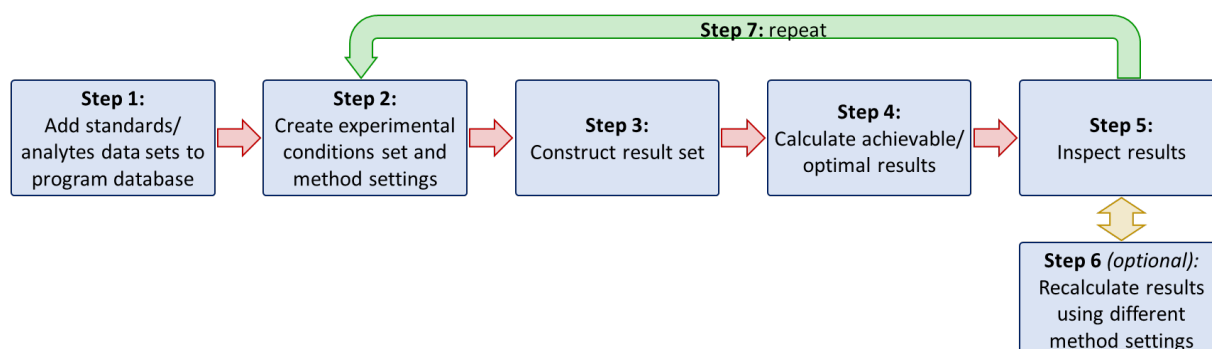 Step 7: repeat
Step 1:
Add standards/
analytes data sets to
program database
Step 2:
Create experimental
conditions set and
method settings
Step 3:
Construct result set
Step 4:
Calculate achievable/
optimal results
Step 5:
Inspect results
Step 6 (optional):
Recalculate results
using different
method settings